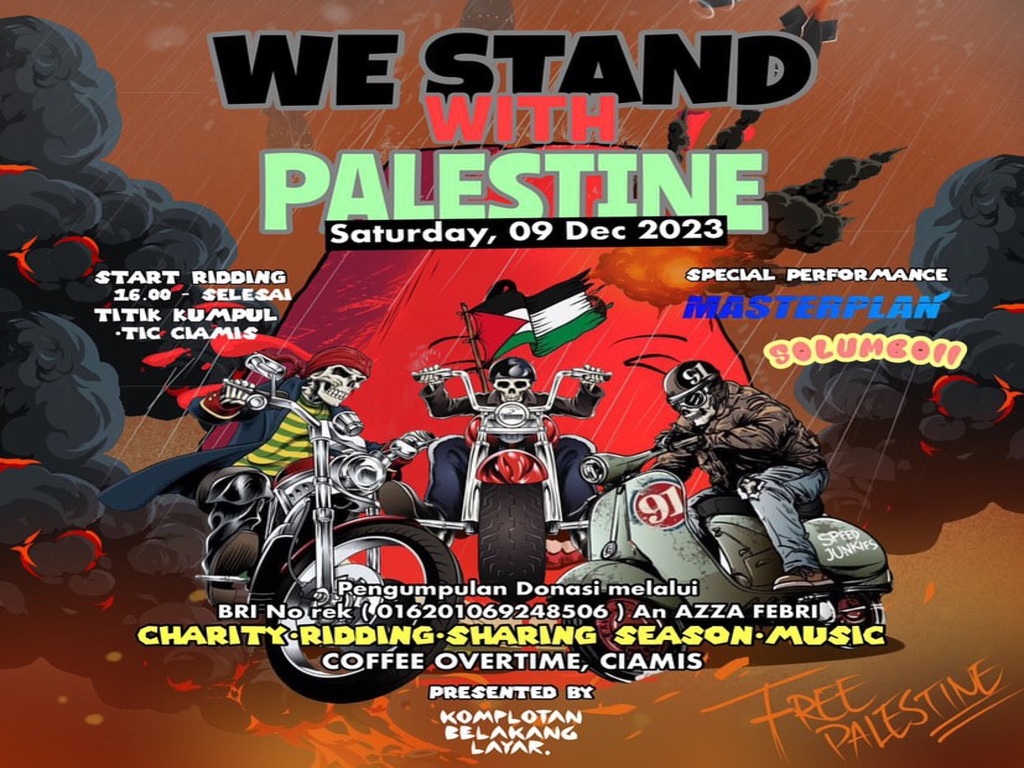 WE STAND
WITH
PALESTINE
Saturday, 09 Dec 2023
START RIDDING
16.00 - SELESAI
TITIK KUMPUL
·TIC CIAMIS
SPECIAL PERFORMANCE
MASTERPLAN
SOLUMBOII
91
91
SPEED
JUNKIES
Pengumpulan Donasi melalui
BRI No rek ( 016201069248506 ) An AZZA FEBRI
CHARITY·RIDDING·SHARING SEASON·MUSIC
COFFEE OVERTIME, CIAMIS
PRESENTED BY
KOMPLOTAN
BELAKANG
LAYAR.
FREE
PALESTINE